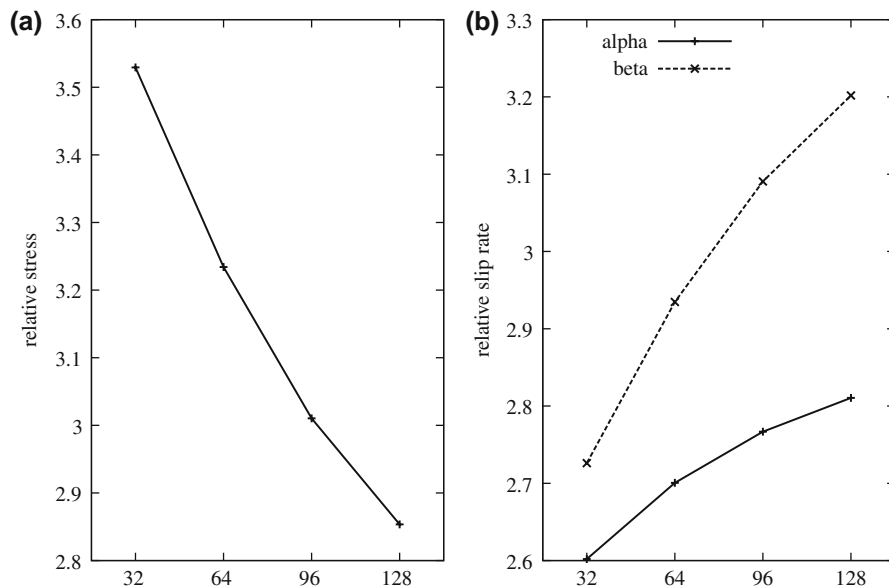 (a)
relative stress
3.6
3.5
3.4
3.3
3.2
3.1
3
2.9
2.8
32 64 96 128
(b)
alpha
beta
relative slip rate
3.3
3.2
3.1
3
2.9
2.8
2.7
2.6
32 64 96 128